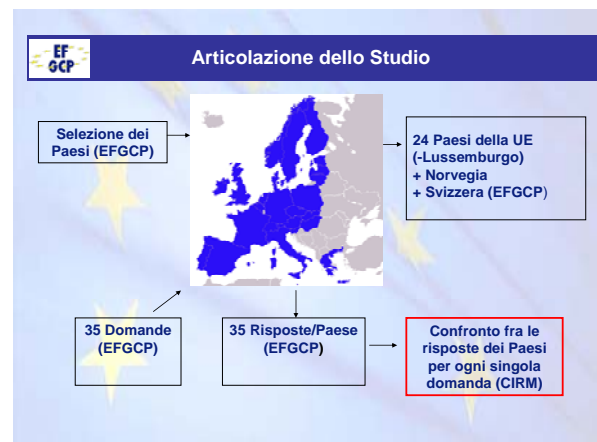 EF
GCP
Articolazione dello Studio
Selezione dei
Paesi (EFGCP)
24 Paesi della UE
(-Lussemburgo)
+ Norvegia
+ Svizzera (EFGCP)
35 Domande
(EFGCP)
35 Risposte/Paese
(EFGCP)
Confronto fra le
risposte dei Paesi
per ogni singola
domanda (CIRM)